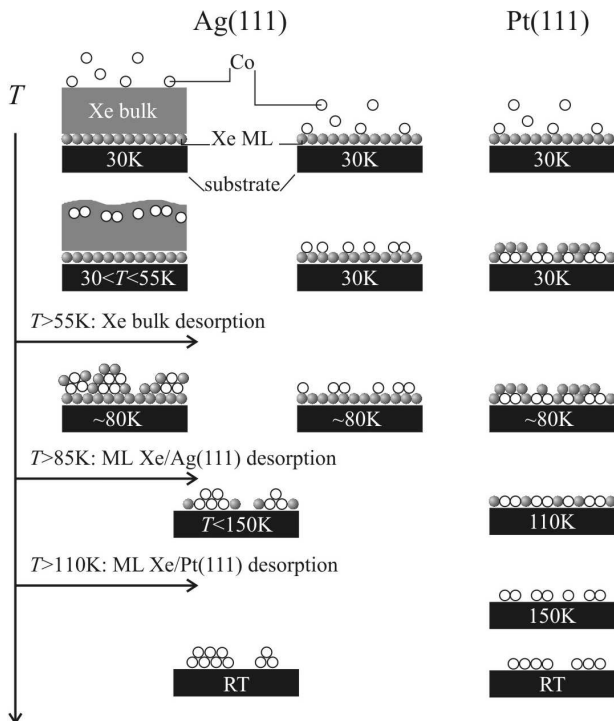 Ag(111)
Pt(111)
Co
T
Xe bulk
Xe ML
30K
30K
30K
substrate
30<T<55K
30K
30K
T>55K: Xe bulk desorption
~80K
~80K
~80K
T>85K: ML Xe/Ag(111) desorption
T<150K
110K
T>110K: ML Xe/Pt(111) desorption
150K
RT
RT